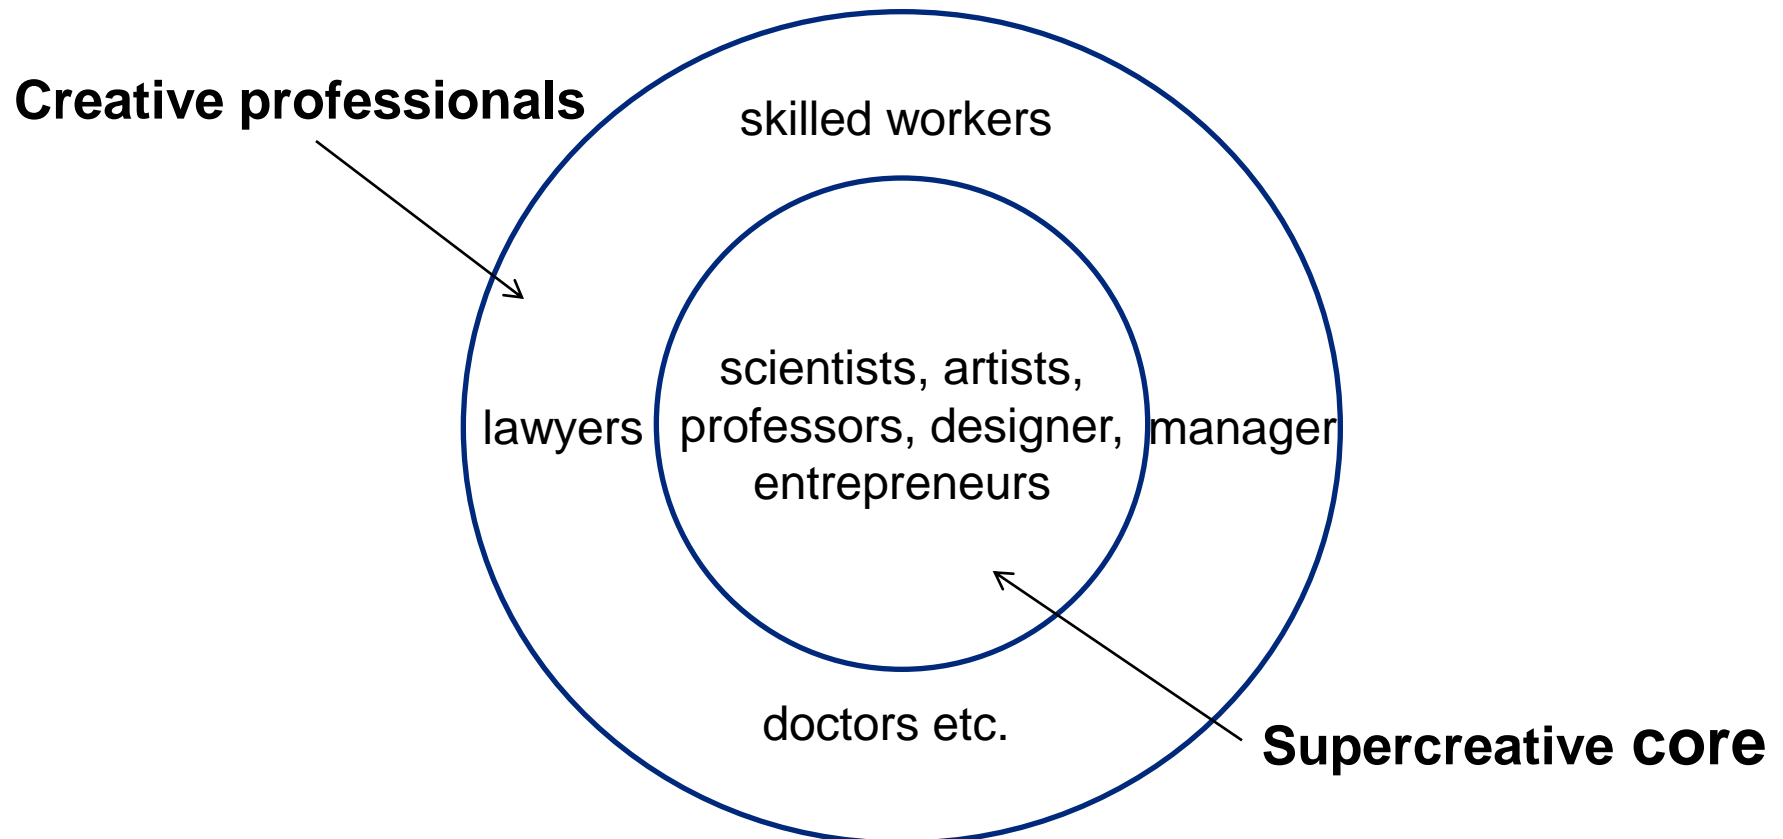 Creative professionals
skilled workers
scientists, artists,
lawyers
professors, designer,
manager
entrepreneurs
doctors etc.
Supercreative core